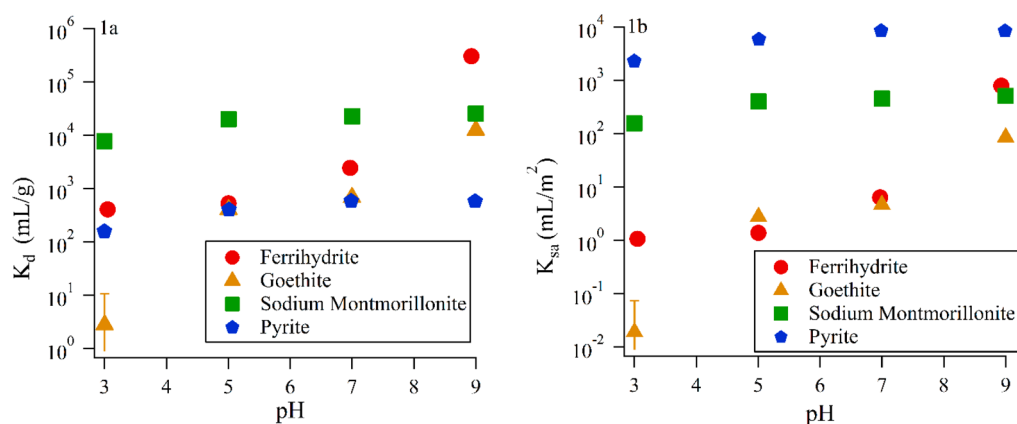 1a
10^6
10^5
10^4
10^3
10^2
10^1
10^0
K_d (mL/g)
3 4 5 6 7 8 9
pH
Ferrihydrite
Goethite
Sodium Montmorillonite
Pyrite
1b
10^4
10^3
10^2
10^1
10^0
10^-1
10^-2
K_sa (mL/m^2)
3 4 5 6 7 8 9
pH
Ferrihydrite
Goethite
Sodium Montmorillonite
Pyrite